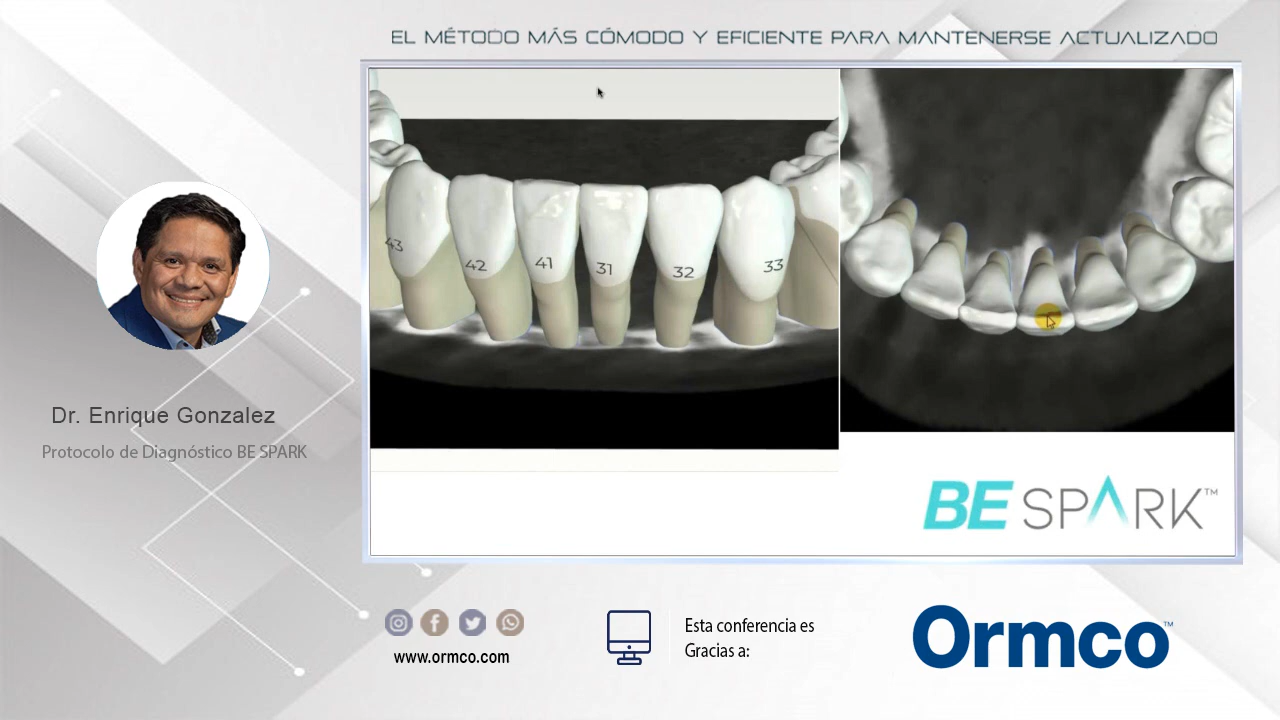 EL MÉTODO MÁS CÓMODO Y EFICIENTE PARA MANTENERSE ACTUALIZADO
43
42
41
31
32
33
Dr. Enrique Gonzalez
Protocolo de Diagnóstico BE SPARK
BE SPARK™
www.ormco.com
Esta conferencia es
Gracias a:
Ormco™